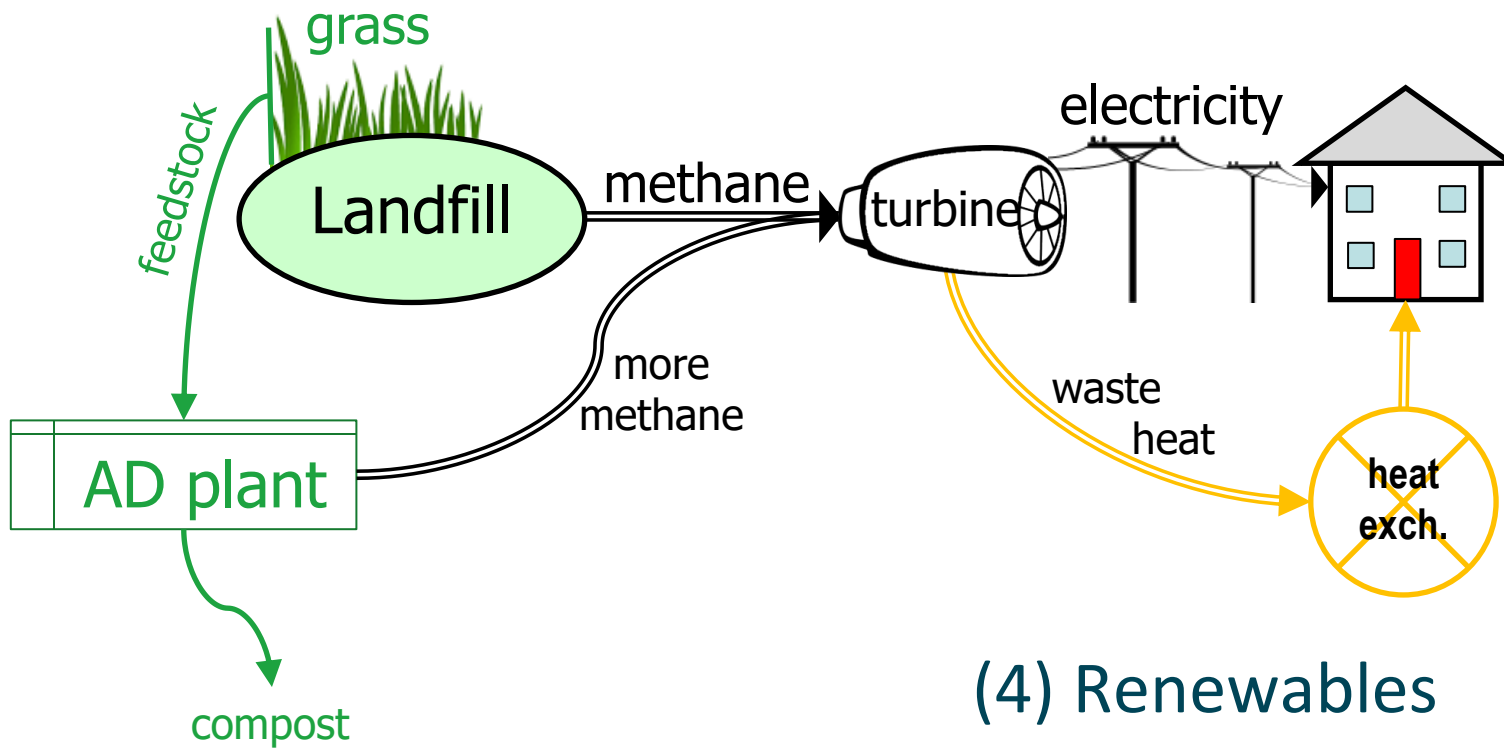 grass
electricity
feedstock
methane
Landfill
turbine
more
methane
waste
heat
AD plant
heat
exch.
(4) Renewables
compost